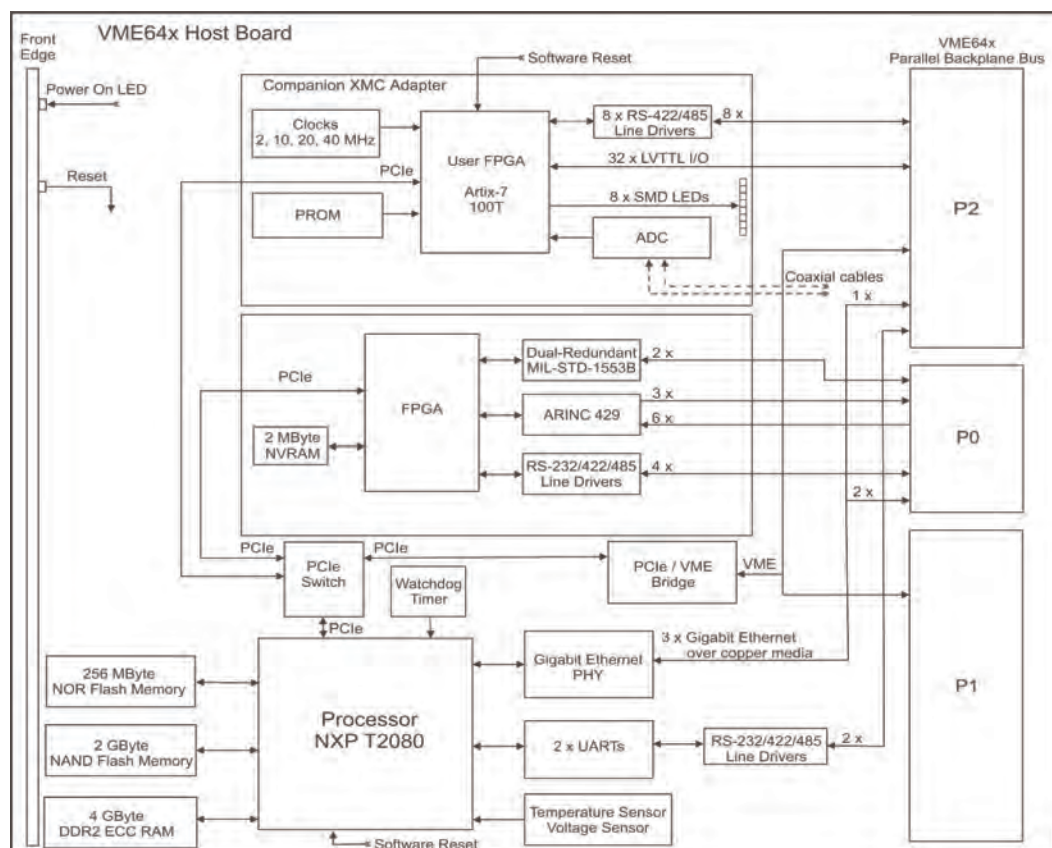 VME64x Host Board
Front
Edge
VME64x
Parallel Backplane Bus
Software Reset
Power On LED
Companion XMC Adapter
Clocks
2, 10, 20, 40 MHz
8 x RS-422/485
Line Drivers
8 x
User FPGA
Artix-7
100T
32 x LVTTL I/O
PCIe
Reset
8 x SMD LEDs
PROM
ADC
P2
Coaxial cables
1 x
Dual-Redundant
MIL-STD-1553B
2 x
PCIe
FPGA
3 x
ARINC 429
6 x
P0
2 MByte
NVRAM
RS-232/422/485
Line Drivers
4 x
2 x
PCIe
PCIe
Switch
PCIe
PCIe / VME
Bridge
VME
Watchdog
Timer
PCIe
3 x Gigabit Ethernet
over copper media
Gigabit Ethernet
PHY
256 MByte
NOR Flash Memory
P1
Processor
NXP T2080
2 GByte
NAND Flash Memory
2 x UARTs
RS-232/422/485
Line Drivers
2 x
4 GByte
DDR2 ECC RAM
Temperature Sensor
Voltage Sensor
Software Reset